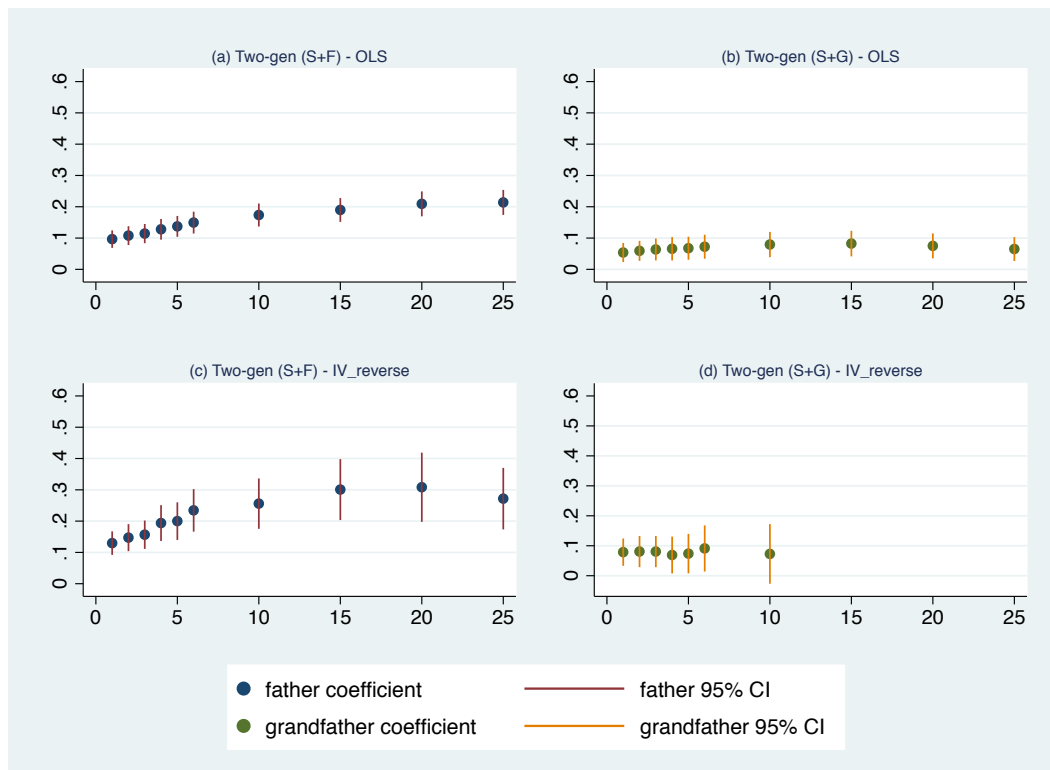 (a) Two-gen (S+F) - OLS
.6
.5
.4
.3
.2
.1
0
0 5 10 15 20 25
(b) Two-gen (S+G) - OLS
.6
.5
.4
.3
.2
.1
0
0 5 10 15 20 25
(c) Two-gen (S+F) - IV_reverse
.6
.5
.4
.3
.2
.1
0
0 5 10 15 20 25
(d) Two-gen (S+G) - IV_reverse
.6
.5
.4
.3
.2
.1
0
0 5 10 15 20 25
father coefficient father 95% CI
grandfather coefficient grandfather 95% CI